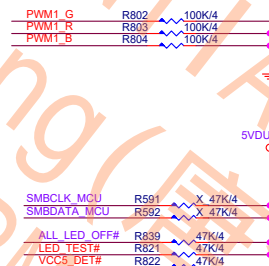 PWM1_G R802 100K/4
PWM1_R R803 100K/4
PWM1_B R804 100K/4
5VDU
SMBCLK_MCU R591 X_47K/4
SMBDATA_MCU R592 X_47K/4
ALL_LED_OFF# R839 47K/4
LED_TEST# R821 47K/4
VCC5_DET# R822 47K/4